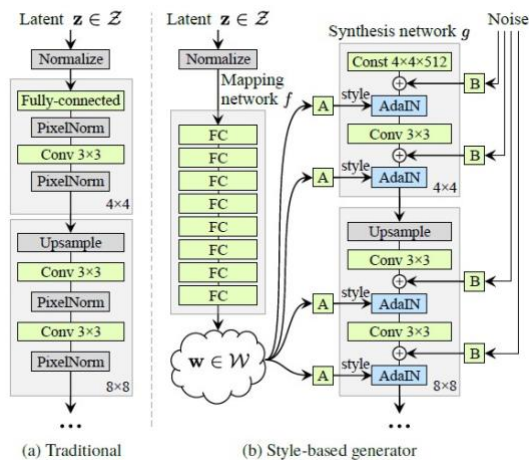 Latent z ∈ Z
Normalize
Fully-connected
PixelNorm
Conv 3×3
PixelNorm
4×4
Upsample
Conv 3×3
PixelNorm
Conv 3×3
PixelNorm
8×8
...
(a) Traditional
Latent z ∈ Z
Normalize
Mapping
network f
FC
FC
FC
FC
FC
FC
FC
FC
w ∈ W
A
style
A
style
A
style
A
style
Synthesis network g
Noise
Const 4×4×512
B
AdaIN
Conv 3×3
B
AdaIN
4×4
Upsample
Conv 3×3
B
AdaIN
Conv 3×3
B
AdaIN
8×8
...
(b) Style-based generator